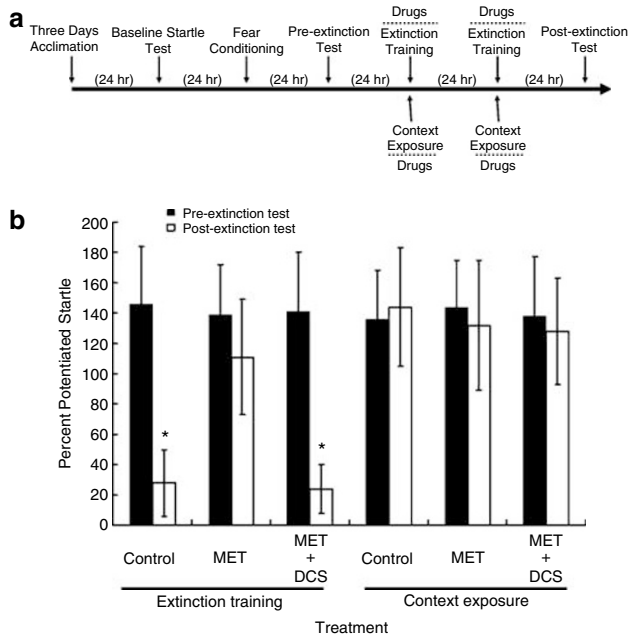 a
Three Days
Acclimation
Baseline Startle
Test
Fear
Conditioning
Pre-extinction
Test
Drugs
Extinction
Training
Drugs
Extinction
Training
Post-extinction
Test
(24 hr) (24 hr) (24 hr) (24 hr) (24 hr) (24 hr)
Context
Exposure
Drugs
Context
Exposure
Drugs
b
Pre-extinction test
Post-extinction test
Percent Potentiated Startle
200
180
160
140
120
100
80
60
40
20
0
*
*
Control
MET
MET
+
DCS
Control
MET
MET
+
DCS
Extinction training
Context exposure
Treatment